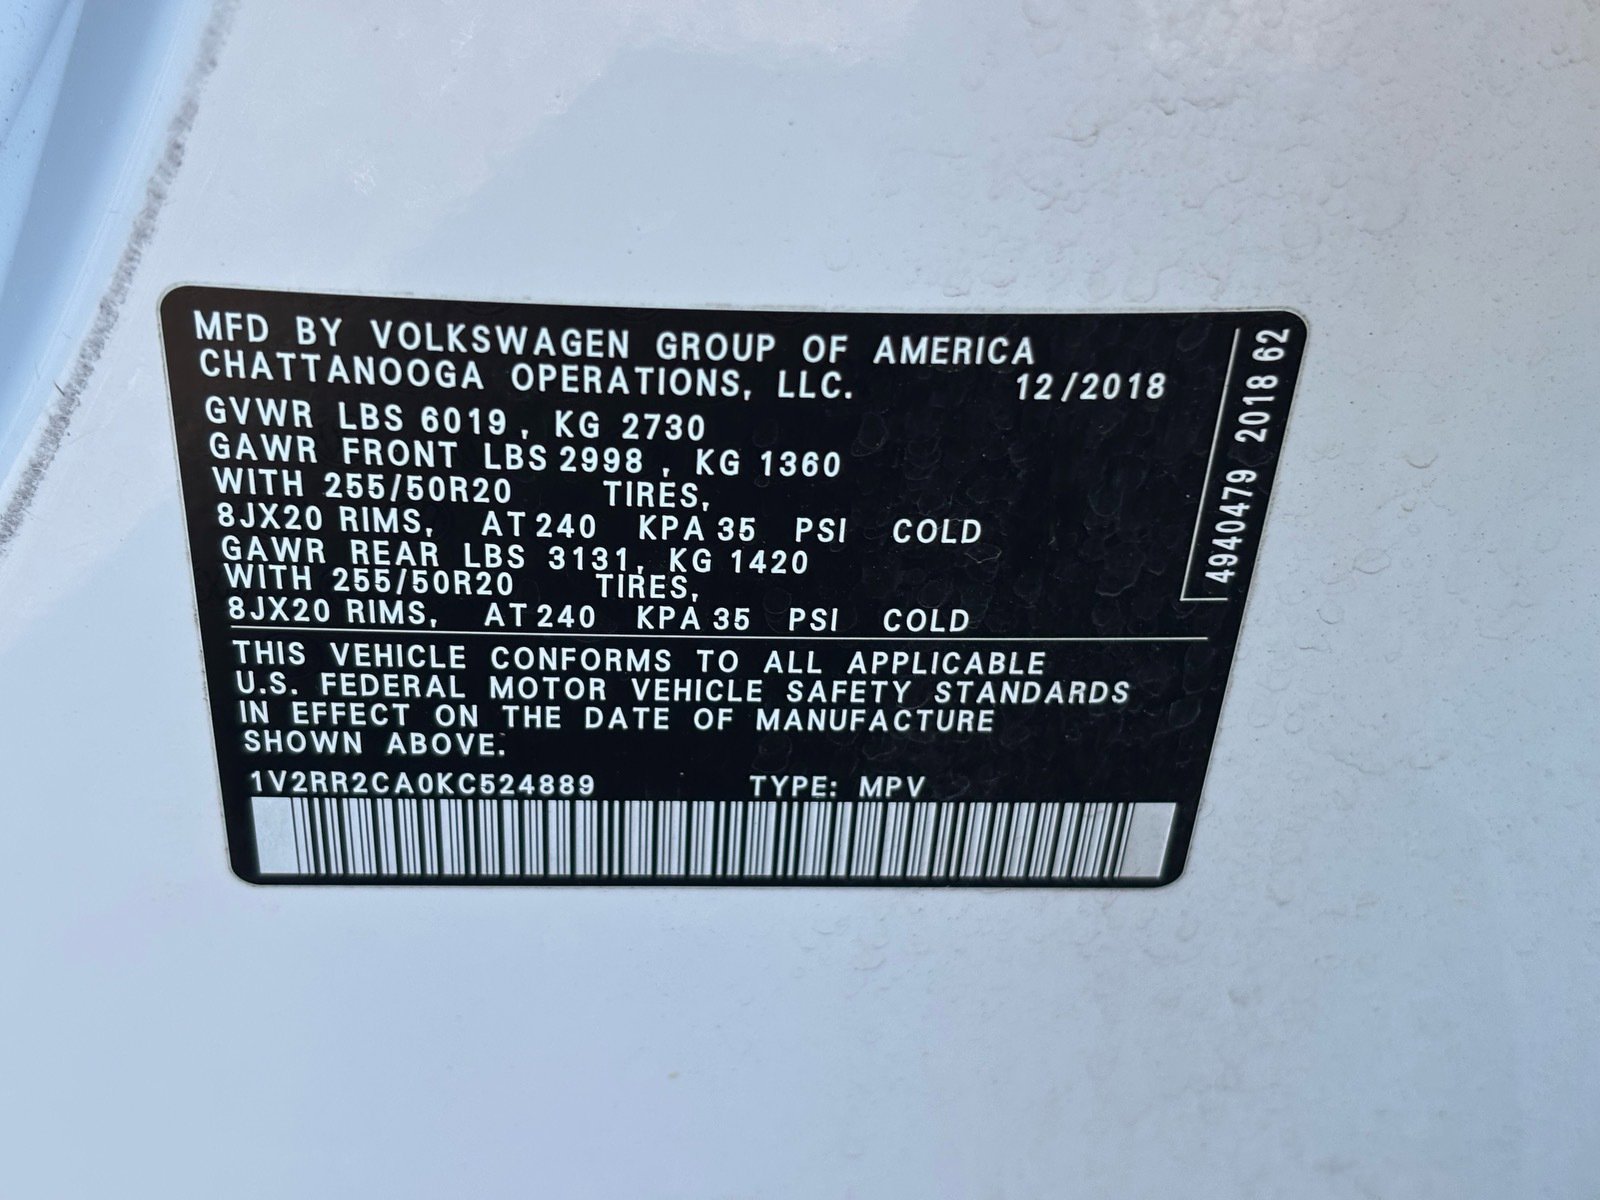 MFD BY VOLKSWAGEN GROUP OF AMERICA
CHATTANOOGA OPERATIONS, LLC. 12/2018
GVWR LBS 6019, KG 2730
GAWR FRONT LBS 2998, KG 1360
WITH 255/50R20 TIRES,
8JX20 RIMS, AT 240 KPA 35 PSI COLD
GAWR REAR LBS 3131, KG 1420
WITH 255/50R20 TIRES,
8JX20 RIMS, AT 240 KPA 35 PSI COLD
THIS VEHICLE CONFORMS TO ALL APPLICABLE
U.S. FEDERAL MOTOR VEHICLE SAFETY STANDARDS
IN EFFECT ON THE DATE OF MANUFACTURE
SHOWN ABOVE.
1V2RR2CA0KC524889 TYPE: MPV
4940479 2018 62